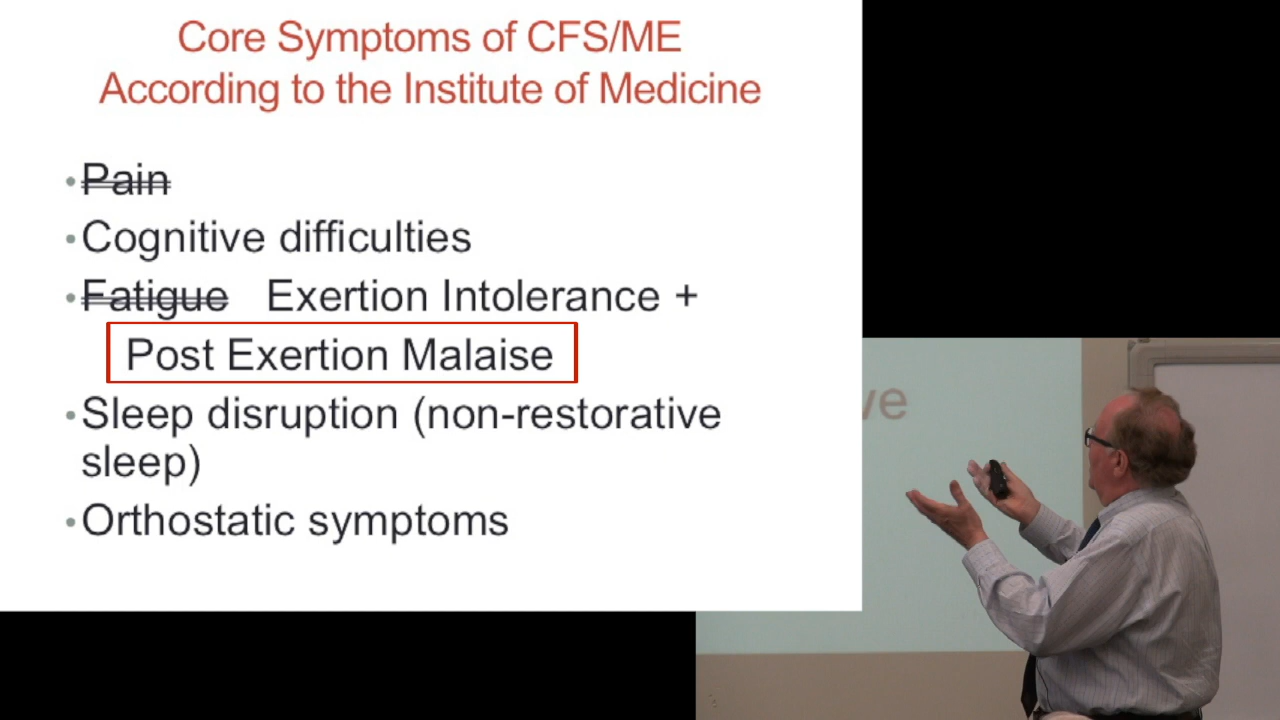 Core Symptoms of CFS/ME
According to the Institute of Medicine
•Pain
•Cognitive difficulties
•Fatigue Exertion Intolerance +
Post Exertion Malaise
•Sleep disruption (non-restorative
sleep)
•Orthostatic symptoms
ve